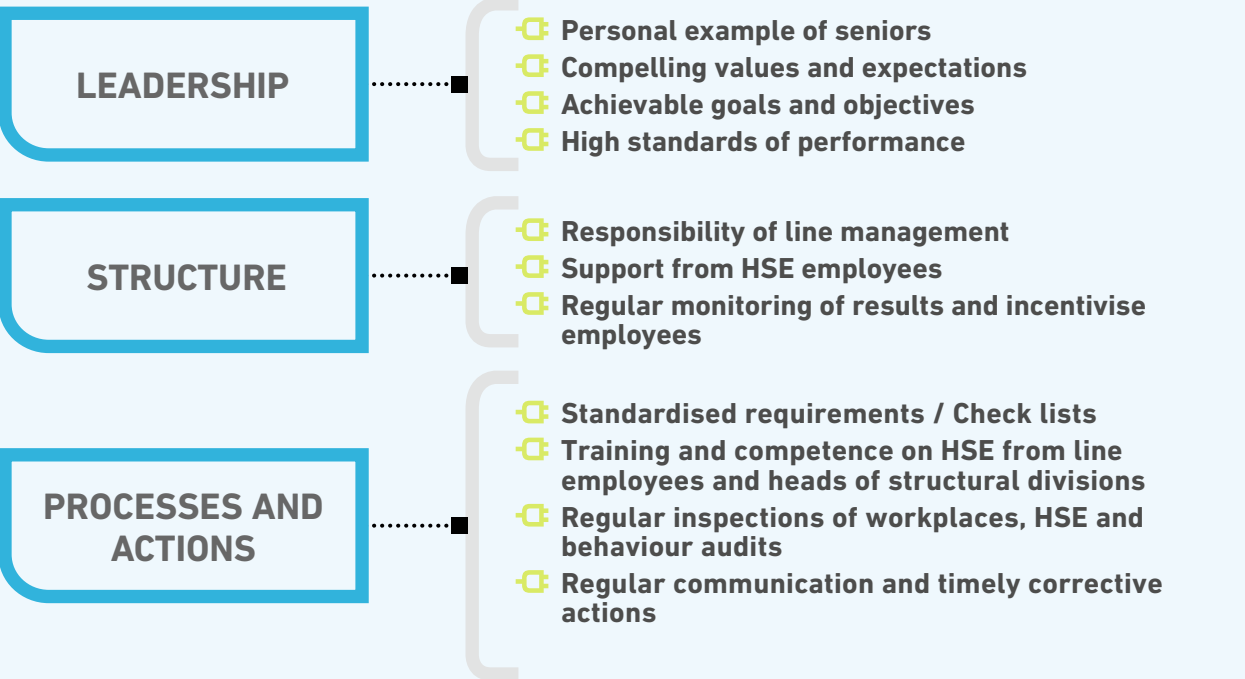 LEADERSHIP
Personal example of seniors
Compelling values and expectations
Achievable goals and objectives
High standards of performance
STRUCTURE
Responsibility of line management
Support from HSE employees
Regular monitoring of results and incentivise
employees
PROCESSES AND
ACTIONS
Standardised requirements / Check lists
Training and competence on HSE from line
employees and heads of structural divisions
Regular inspections of workplaces, HSE and
behaviour audits
Regular communication and timely corrective
actions